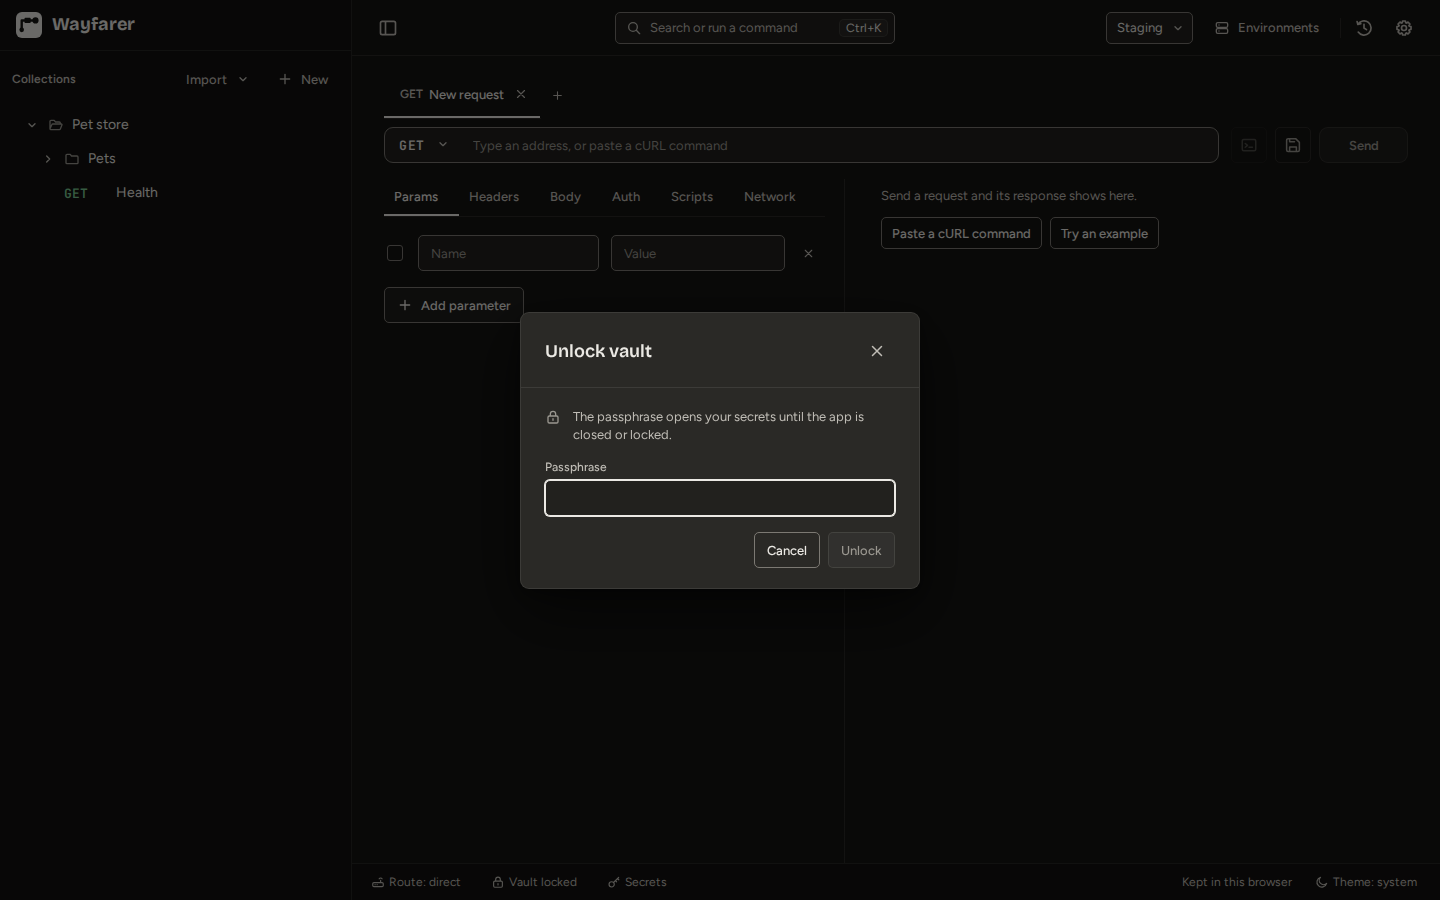 Wayfarer
Search or run a command
Ctrl+K
Staging
Environments
Collections
Import
New
GET New request
Pet store
Pets
GET Health
GET
Type an address, or paste a cURL command
Send
Params
Headers
Body
Auth
Scripts
Network
Send a request and its response shows here.
Paste a cURL command
Try an example
Name
Value
Add parameter
Unlock vault
The passphrase opens your secrets until the app is
closed or locked.
Passphrase
Cancel
Unlock
Route: direct
Vault locked
Secrets
Kept in this browser
Theme: system